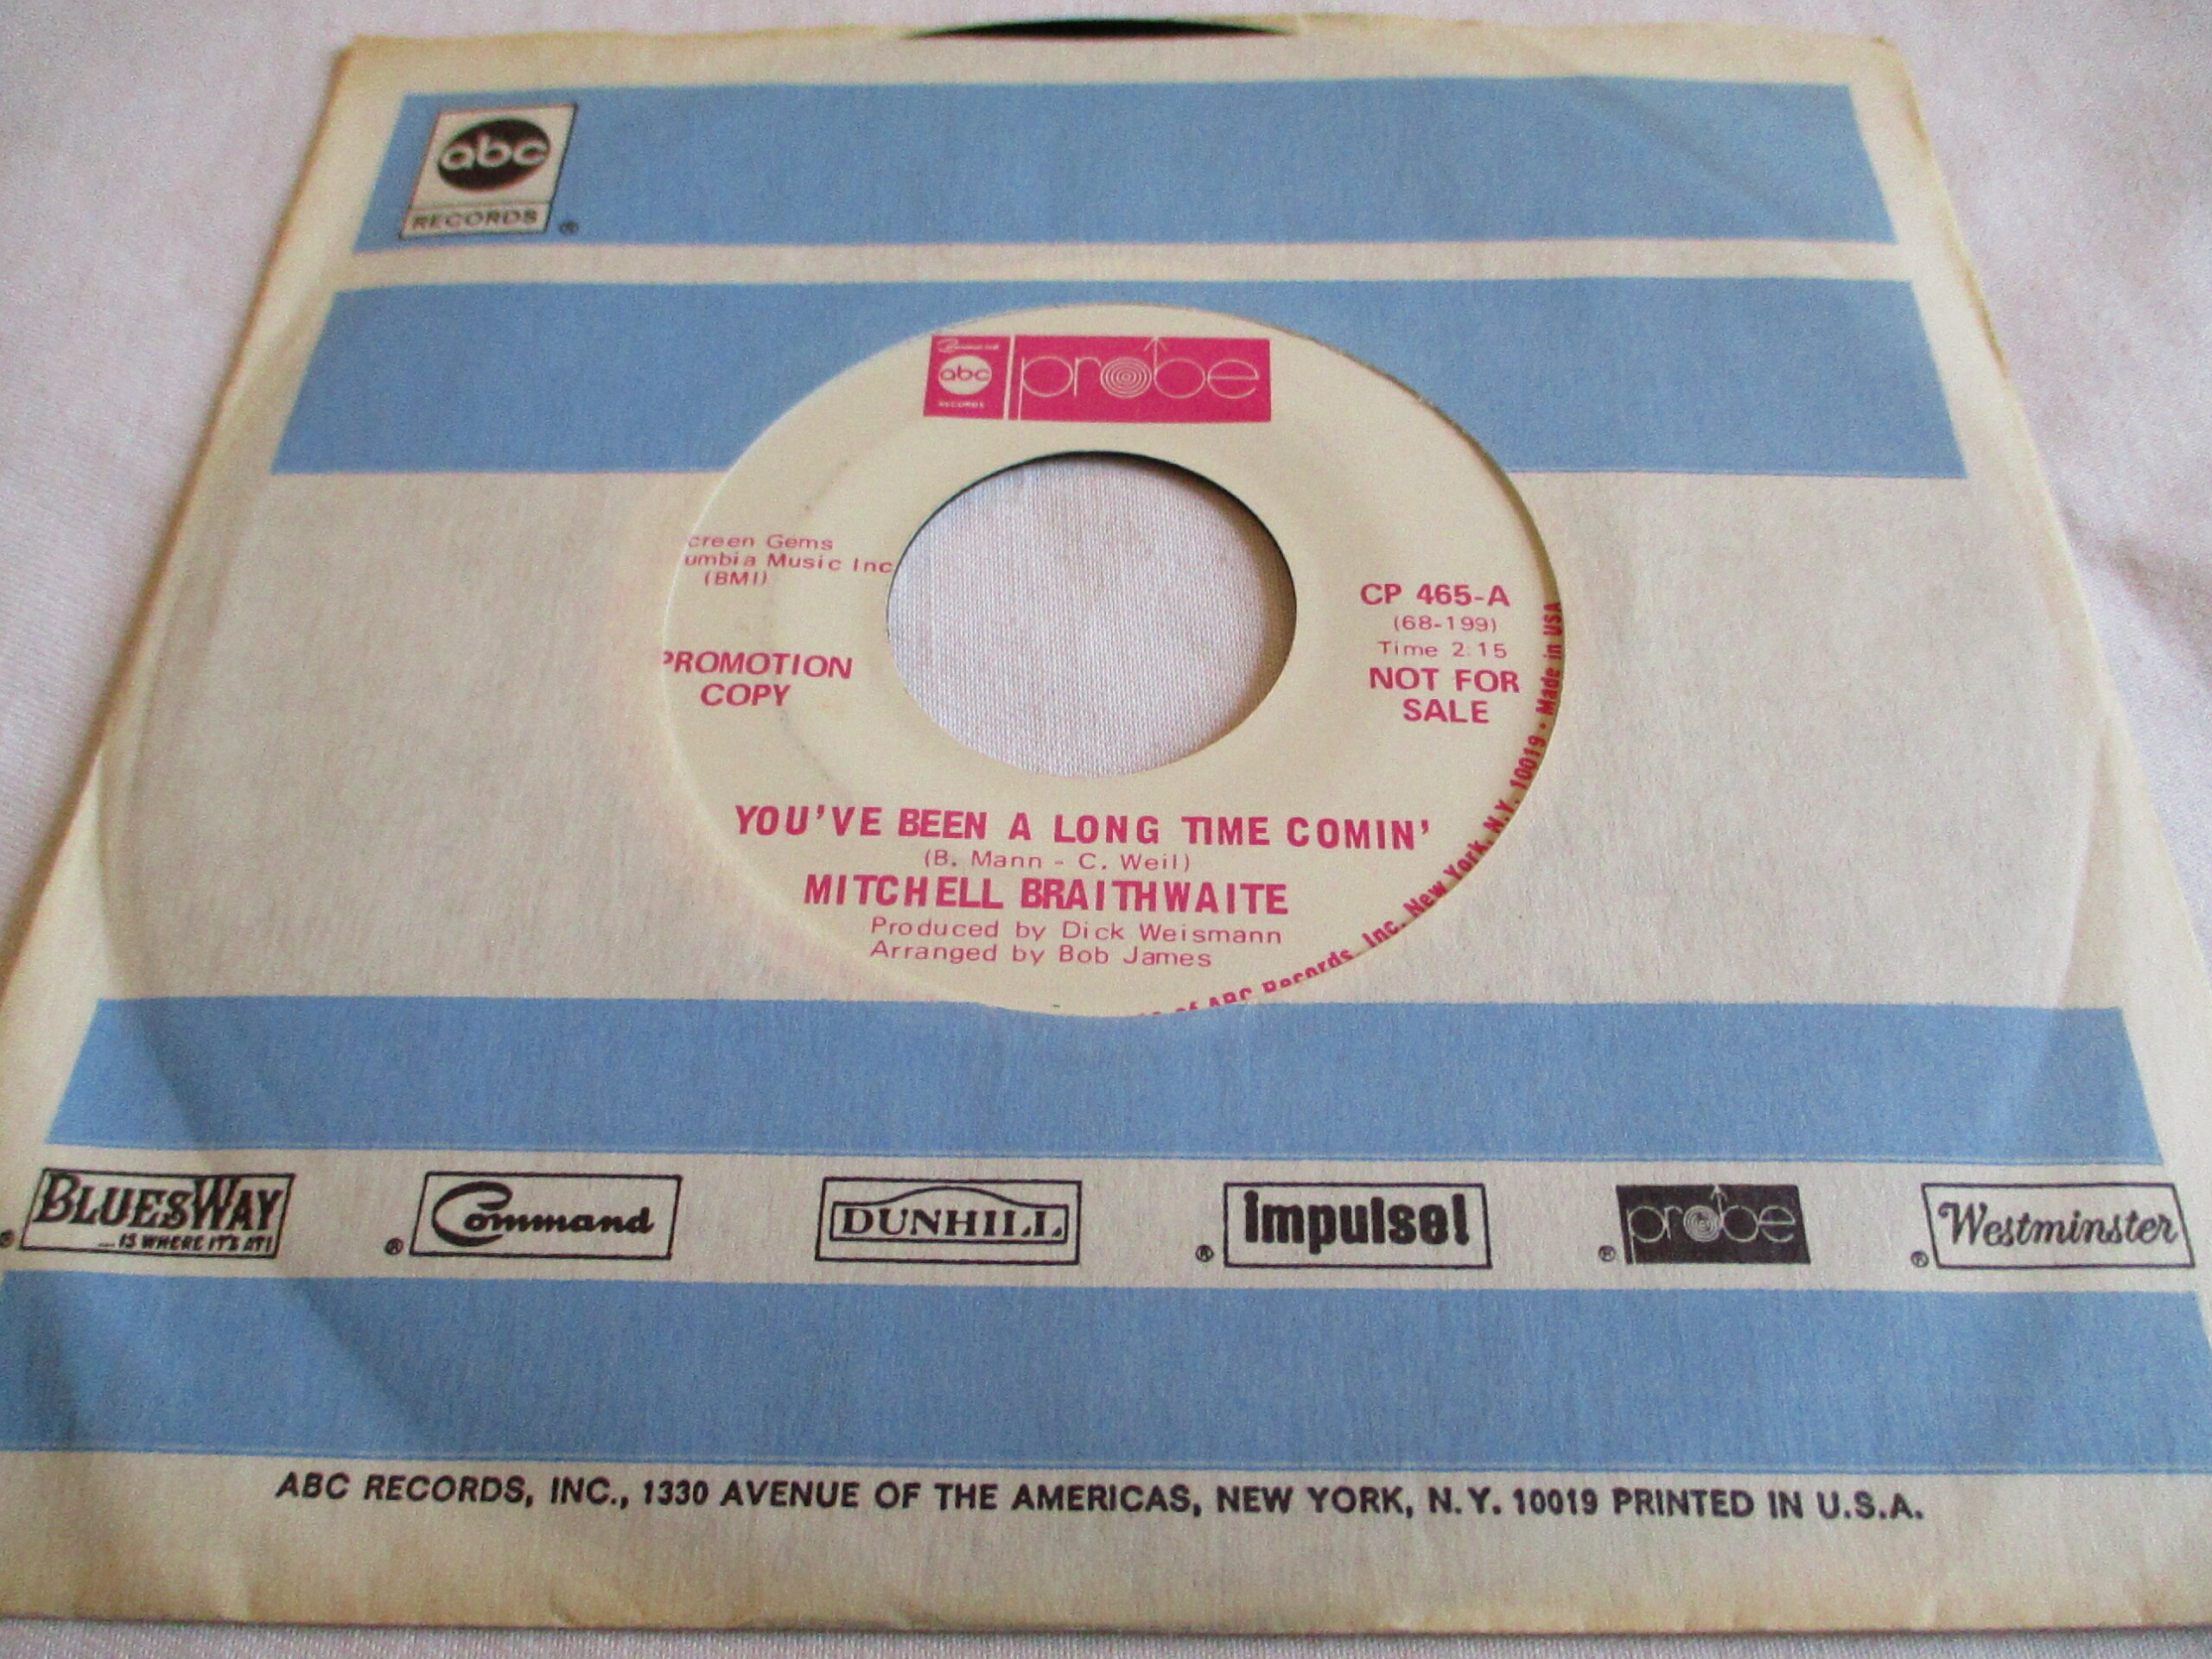 abc
RECORDS ®
Command
abc
RECORDS
probe
creen Gems
umbia Music Inc
(BMI)
PROMOTION
COPY
CP 465-A
(68-199)
Time 2:15
NOT FOR
SALE
YOU'VE BEEN A LONG TIME COMIN'
(B. Mann - C. Weil)
MITCHELL BRAITHWAITE
Produced by Dick Weismann
Arranged by Bob James
of ABC Records, Inc. New York, N.Y. 10019 • Made in USA
® BLUESWAY
...IS WHERE IT'S AT!
® Command
DUNHILL
® impulse!
® probe
® Westminster
ABC RECORDS, INC., 1330 AVENUE OF THE AMERICAS, NEW YORK, N.Y. 10019 PRINTED IN U.S.A.